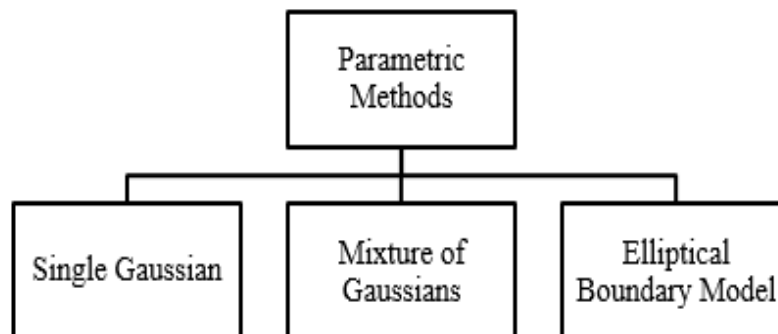 Parametric
Methods
Single Gaussian
Mixture of
Gaussians
Elliptical
Boundary Model